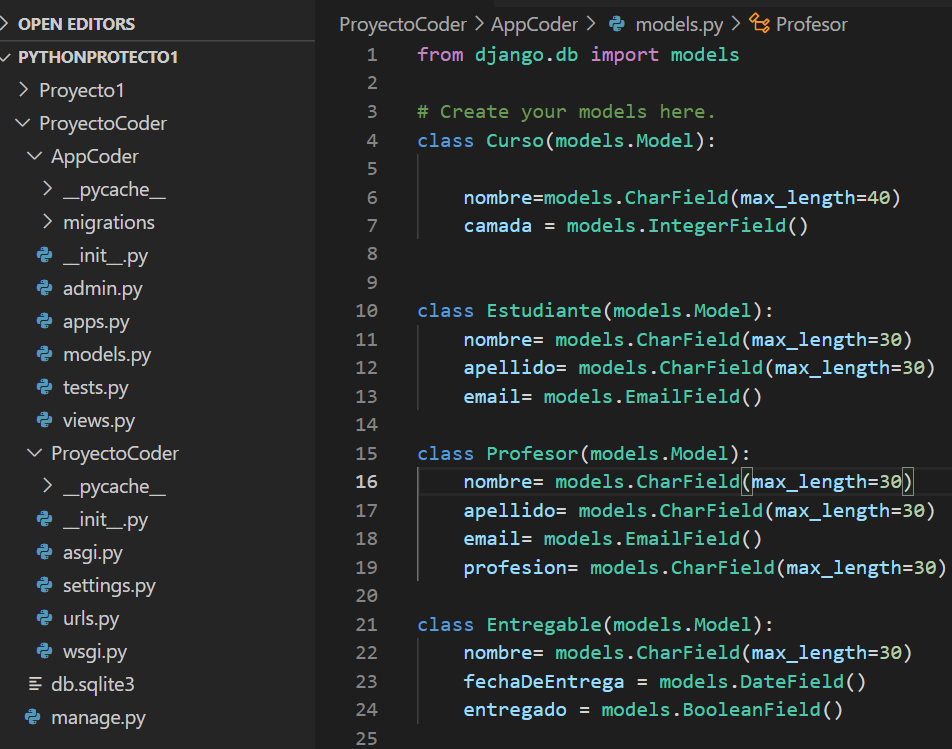 OPEN EDITORS
PYTHONPROTECTO1
Proyecto1
ProyectoCoder
AppCoder
__pycache__
migrations
__init__.py
admin.py
apps.py
models.py
tests.py
views.py
ProyectoCoder
__pycache__
__init__.py
asgi.py
settings.py
urls.py
wsgi.py
db.sqlite3
manage.py
ProyectoCoder > AppCoder > models.py > Profesor
1 from django.db import models
2
3 # Create your models here.
4 class Curso(models.Model):
5
6     nombre=models.CharField(max_length=40)
7     camada = models.IntegerField()
8
9
10 class Estudiante(models.Model):
11     nombre= models.CharField(max_length=30)
12     apellido= models.CharField(max_length=30)
13     email= models.EmailField()
14
15 class Profesor(models.Model):
16     nombre= models.CharField(max_length=30)
17     apellido= models.CharField(max_length=30)
18     email= models.EmailField()
19     profesion= models.CharField(max_length=30)
20
21 class Entregable(models.Model):
22     nombre= models.CharField(max_length=30)
23     fechaDeEntrega = models.DateField()
24     entregado = models.BooleanField()
25